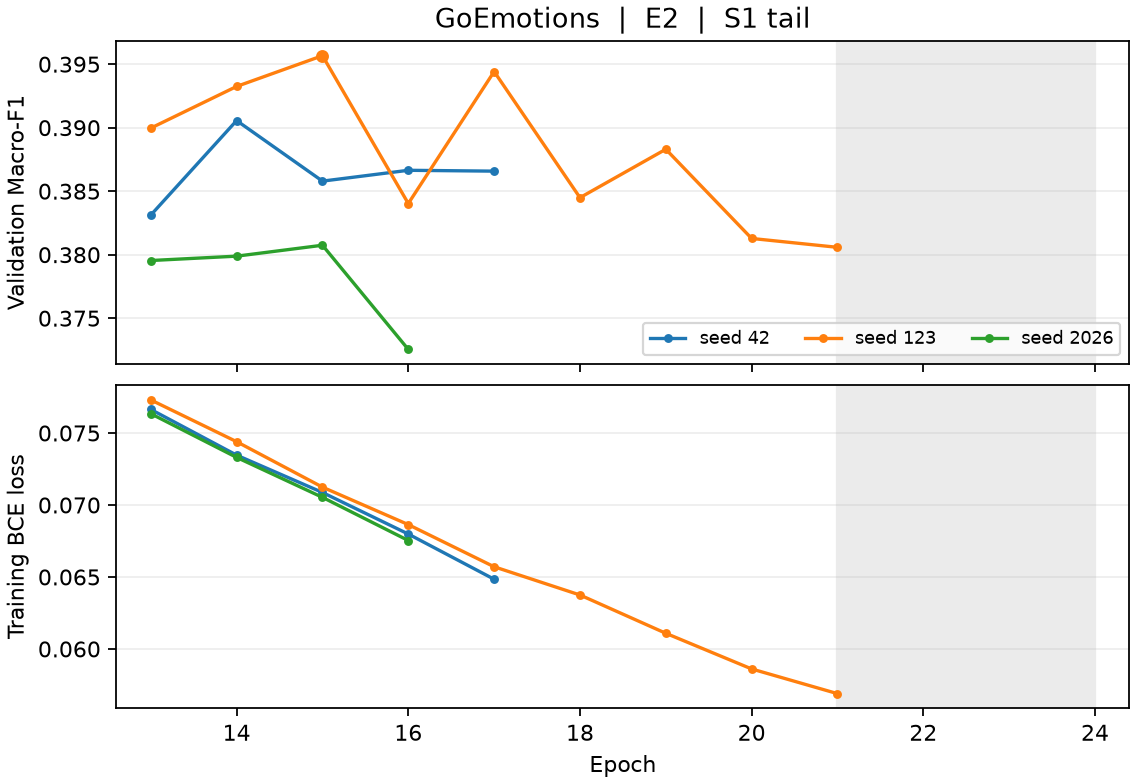 GoEmotions | E2 | S1 tail
Validation Macro-F1
0.395
0.390
0.385
0.380
0.375
seed 42 seed 123 seed 2026
Training BCE loss
0.075
0.070
0.065
0.060
14 16 18 20 22 24
Epoch